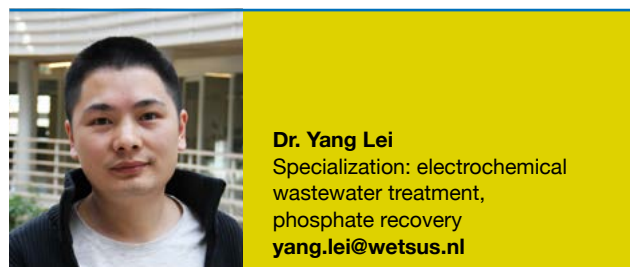 Dr. Yang Lei
Specialization: electrochemical
wastewater treatment,
phosphate recovery
yang.lei@wetsus.nl